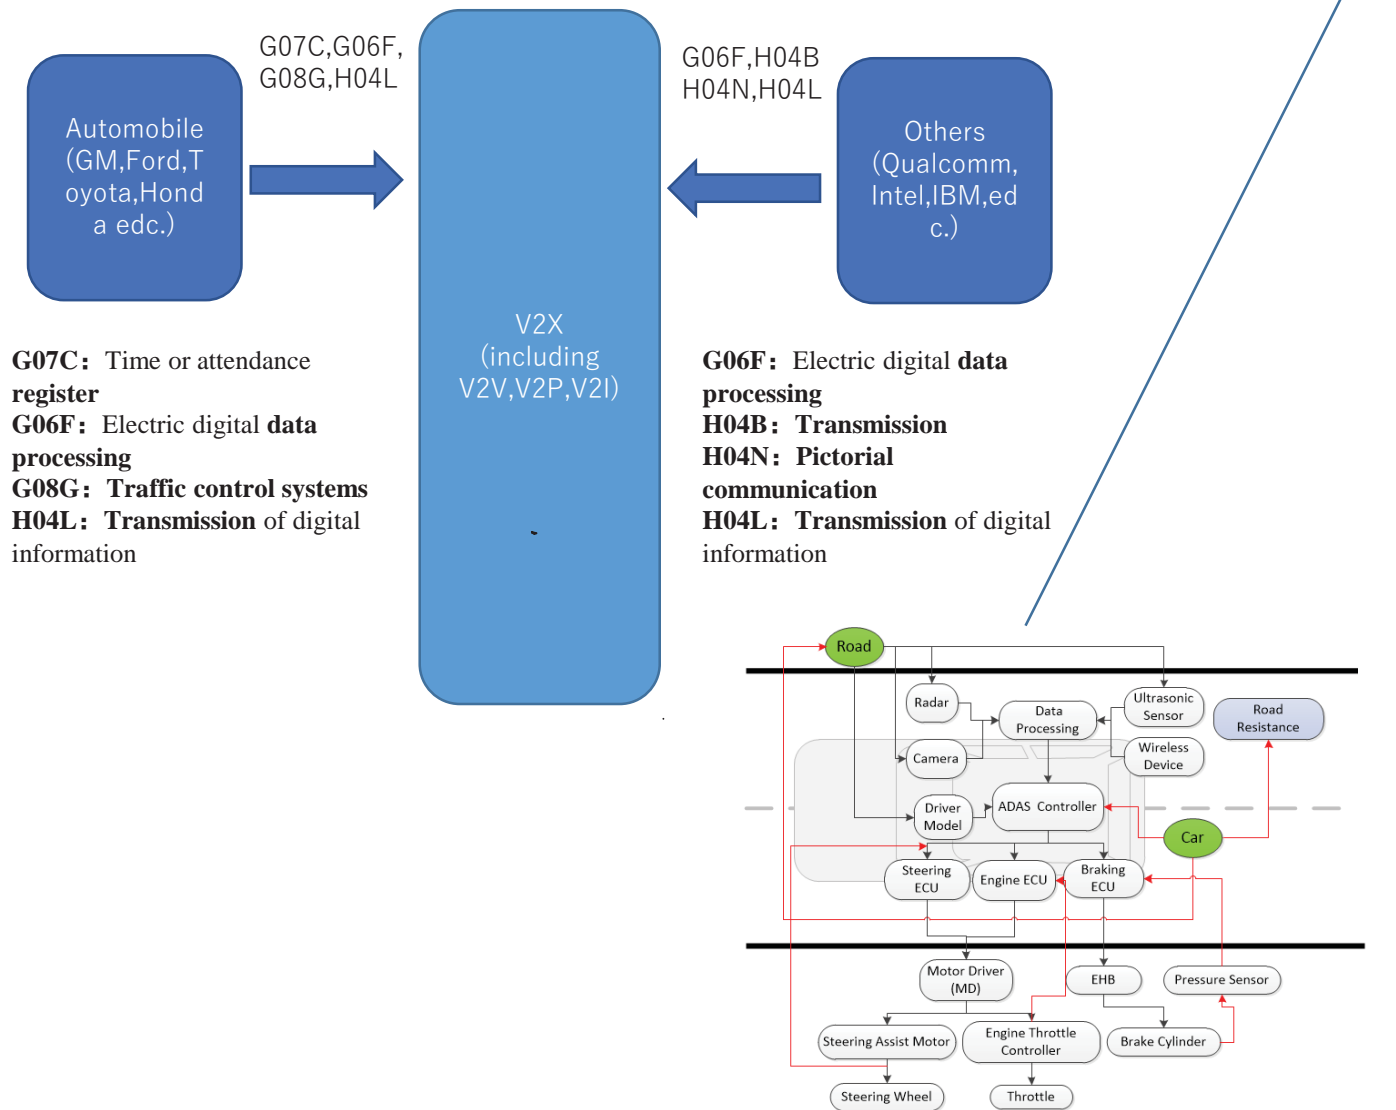 G07C,G06F,
G08G,H04L
G06F,H04B
H04N,H04L
Automobile
(GM,Ford,T
oyota,Hond
a edc.)
Others
(Qualcomm,
Intel,IBM,ed
c.)
V2X
(including
V2V,V2P,V2I)
G07C：Time or attendance
register
G06F：Electric digital data
processing
G08G：Traffic control systems
H04L：Transmission of digital
information
G06F：Electric digital data
processing
H04B：Transmission
H04N：Pictorial
communication
H04L：Transmission of digital
information
Road
Radar
Data
Processing
Ultrasonic
Sensor
Road
Resistance
Camera
Wireless
Device
Driver
Model
ADAS Controller
Car
Steering
ECU
Engine ECU
Braking
ECU
Motor Driver
(MD)
EHB
Pressure Sensor
Steering Assist Motor
Engine Throttle
Controller
Brake Cylinder
Steering Wheel
Throttle